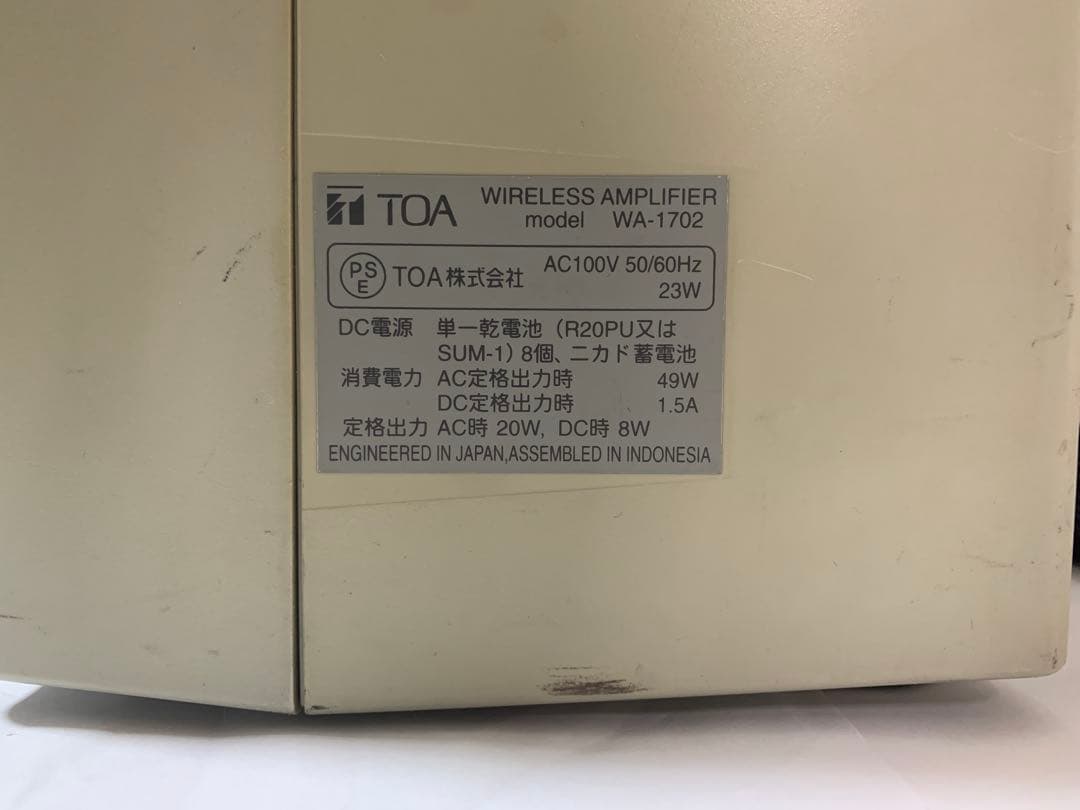 TOA WIRELESS AMPLIFIER
model WA-1702
PSE TOA株式会社 AC100V 50/60Hz
23W
DC電源 単一乾電池（R20PU又は
SUM-1）8個、ニカド蓄電池
消費電力 AC定格出力時 49W
DC定格出力時 1.5A
定格出力 AC時 20W, DC時 8W
ENGINEERED IN JAPAN,ASSEMBLED IN INDONESIA